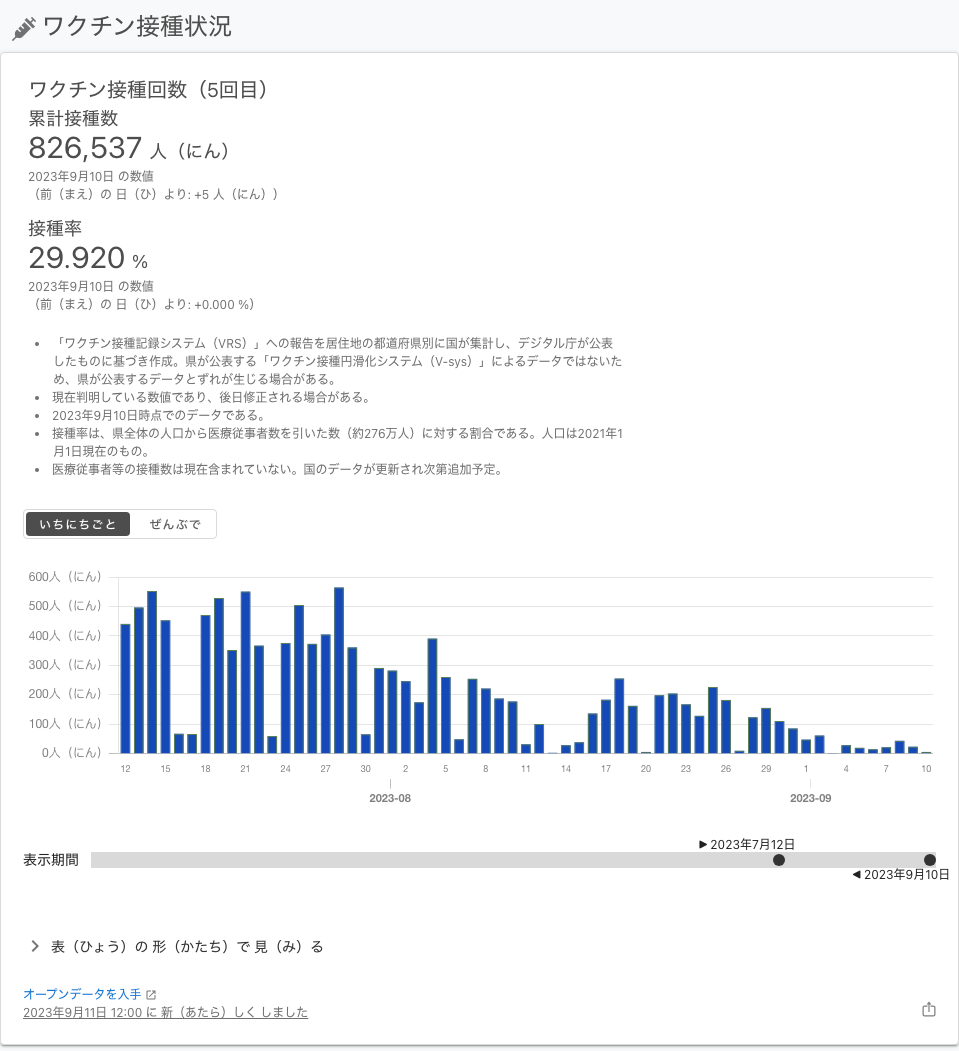 ワクチン接種状況
ワクチン接種回数（5回目）
累計接種数
826,537 人（にん）
2023年9月10日 の数値
（前（まえ）の 日（ひ）より: +5 人（にん））
接種率
29.920 %
2023年9月10日 の数値
（前（まえ）の 日（ひ）より: +0.000 %）
• 「ワクチン接種記録システム（VRS）」への報告を居住地の都道府県別に国が集計し、デジタル庁が公表
したものに基づき作成。県が公表する「ワクチン接種円滑化システム（V-sys）」によるデータではないた
め、県が公表するデータとずれが生じる場合がある。
• 現在判明している数値であり、後日修正される場合がある。
• 2023年9月10日時点でのデータである。
• 接種率は、県全体の人口から医療従事者数を引いた数（約276万人）に対する割合である。人口は2021年1
月1日現在のもの。
• 医療従事者等の接種数は現在含まれていない。国のデータが更新され次第追加予定。
いちにちごと ぜんぶで
600人（にん）
500人（にん）
400人（にん）
300人（にん）
200人（にん）
100人（にん）
0人（にん）
12 15 18 21 24 27 30 2 5 8 11 14 17 20 23 26 29 1 4 7 10
2023-08 2023-09
▶ 2023年7月12日
表示期間
◀ 2023年9月10日
表（ひょう）の 形（かたち）で 見（み）る
オープンデータを入手
2023年9月11日 12:00 に 新（あたら）しく しました